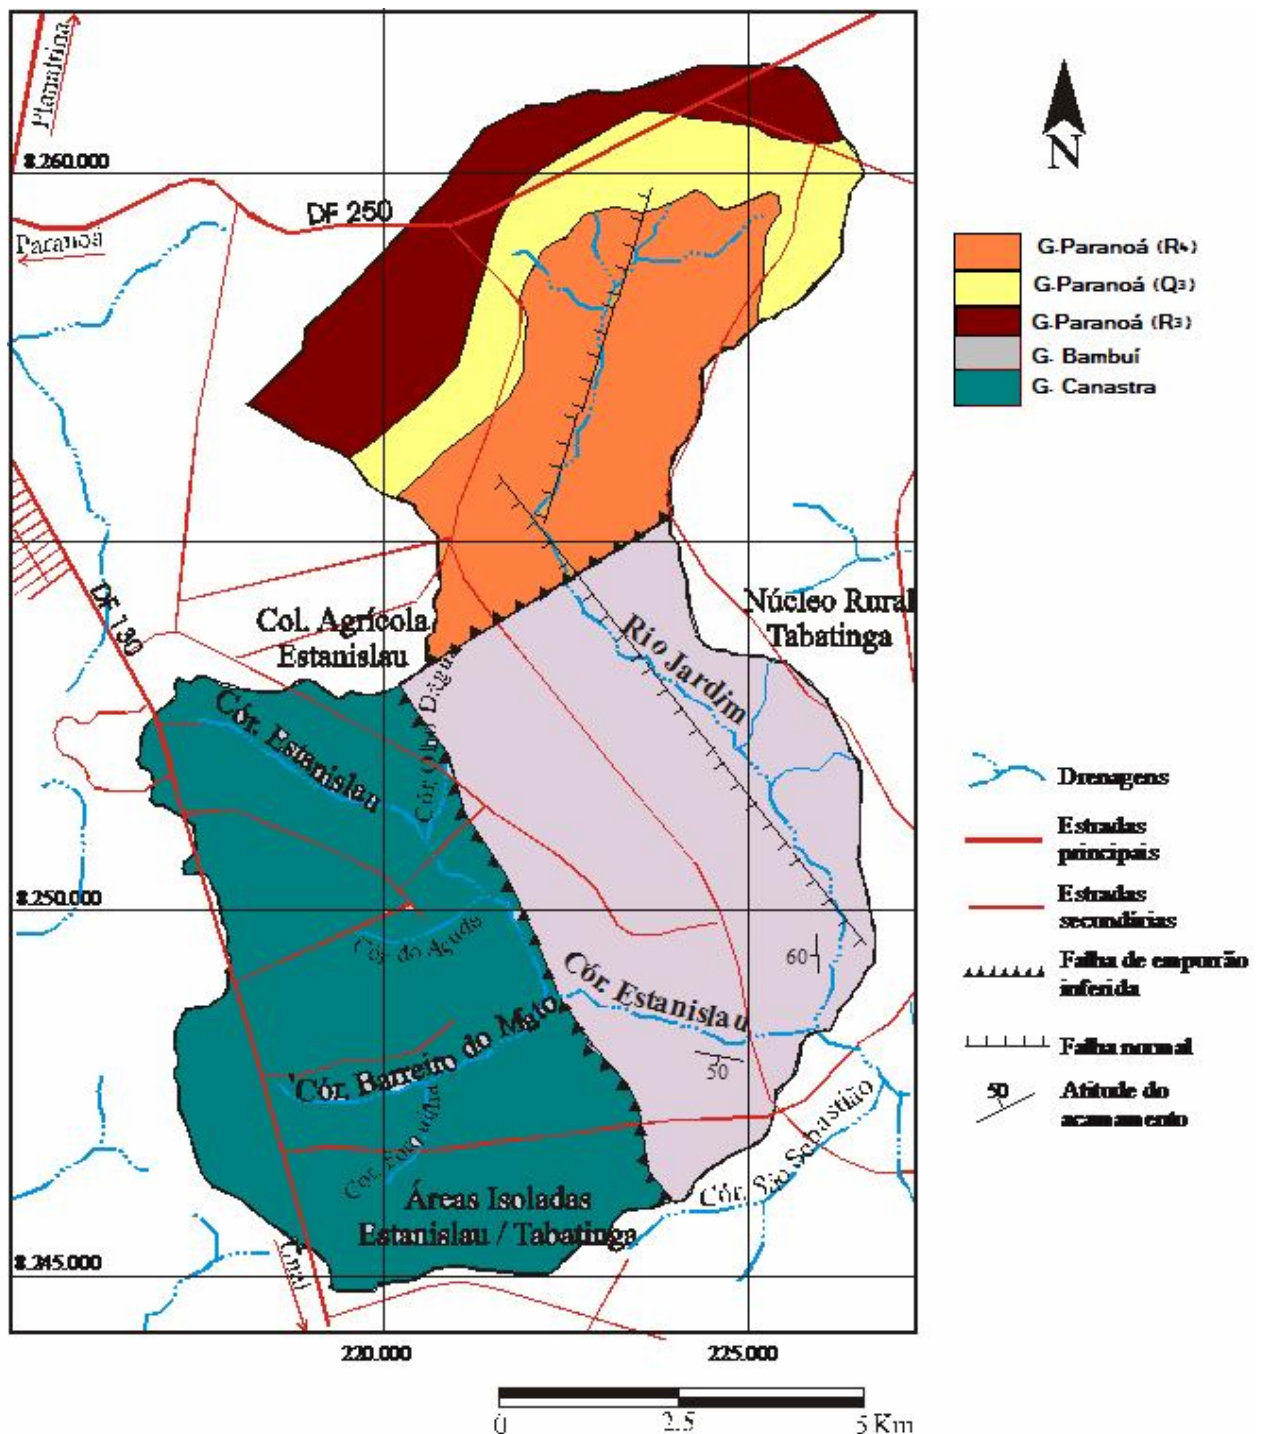 Planaltina
8.260.000
DF 250
Paranoá
N
G.Paranoá (R4)
G.Paranoá (Q3)
G.Paranoá (R3)
G. Bambuí
G. Canastra
DF 130
Col. Agrícola
Estanislau
Núcleo Rural
Tabatinga
Rio Jardim
Cór. Olho D'água
Cór. Estanislau
8.250.000
Cór. do Açude
60
Cór. Estanislau
Cór. Barreiro do Mato
50
Cór. São Sebastião
Áreas Isoladas
Estanislau / Tabatinga
8.245.000
220.000
225.000
0
2.5
5 Km
Drenagens
Estradas
principais
Estradas
secundárias
Falha de empurrão
inferida
Falha normal
50
Atitude do
acamamento